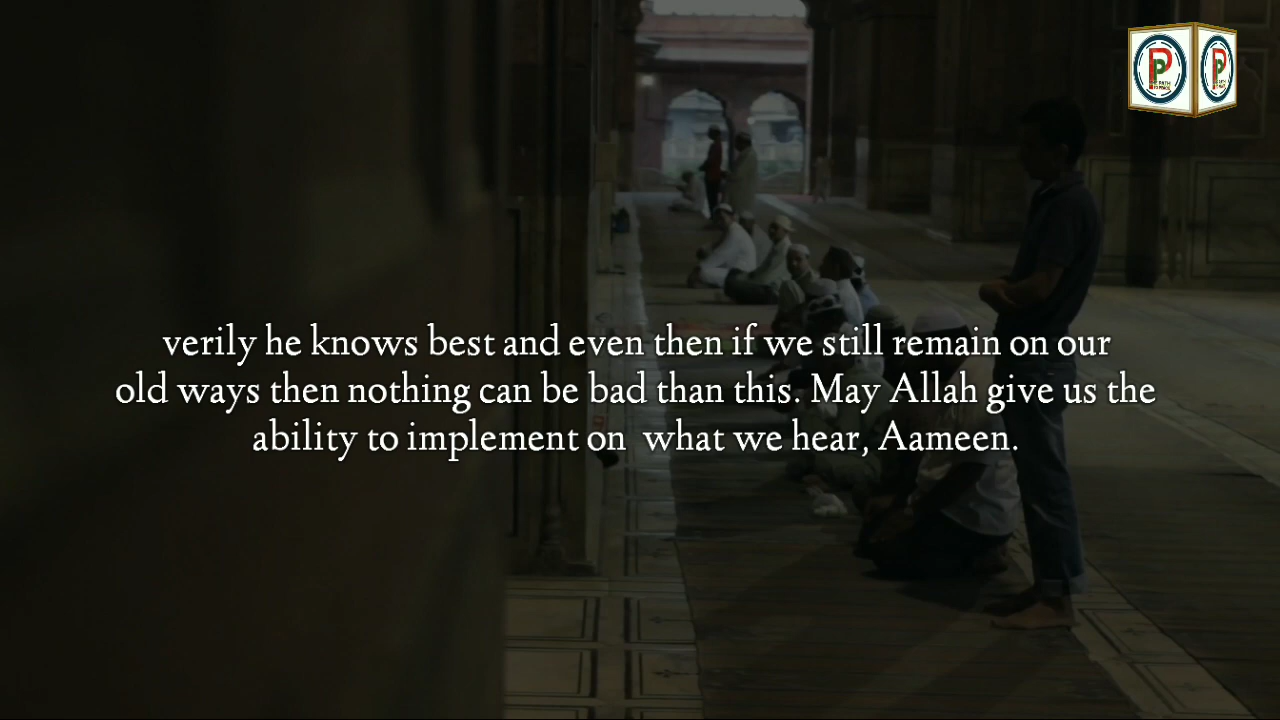 verily he knows best and even then if we still remain on our
old ways then nothing can be bad than this. May Allah give us the
ability to implement on what we hear, Aameen.